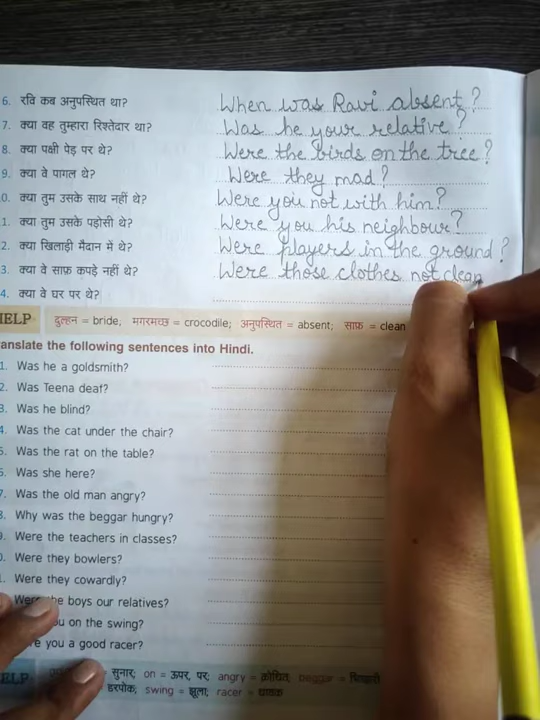 6. रवि कब अनुपस्थित था? When was Ravi absent?
7. क्या वह तुम्हारा रिश्तेदार था? Was he your relative?
8. क्या पक्षी पेड़ पर थे? Were the birds on the tree?
9. क्या वे पागल थे? Were they mad?
0. क्या तुम उसके साथ नहीं थे? Were you not with him?
1. क्या तुम उसके पड़ोसी थे? Were you his neighbour?
2. क्या खिलाड़ी मैदान में थे? Were players in the ground?
3. क्या वे साफ़ कपड़े नहीं थे? Were those clothes not clean
4. क्या वे घर पर थे?
HELP दुल्हन = bride; मगरमच्छ = crocodile; अनुपस्थित = absent; साफ़ = clean
anslate the following sentences into Hindi.
1. Was he a goldsmith?
2. Was Teena deaf?
3. Was he blind?
4. Was the cat under the chair?
5. Was the rat on the table?
6. Was she here?
7. Was the old man angry?
8. Why was the beggar hungry?
9. Were the teachers in classes?
0. Were they bowlers?
1. Were they cowardly?
Were the boys our relatives?
on the swing?
you a good racer?
ELP = सुनार; on = ऊपर, पर; angry = क्रोधित; beggar = भिखारी
डरपोक; swing = झूला; racer = धावक